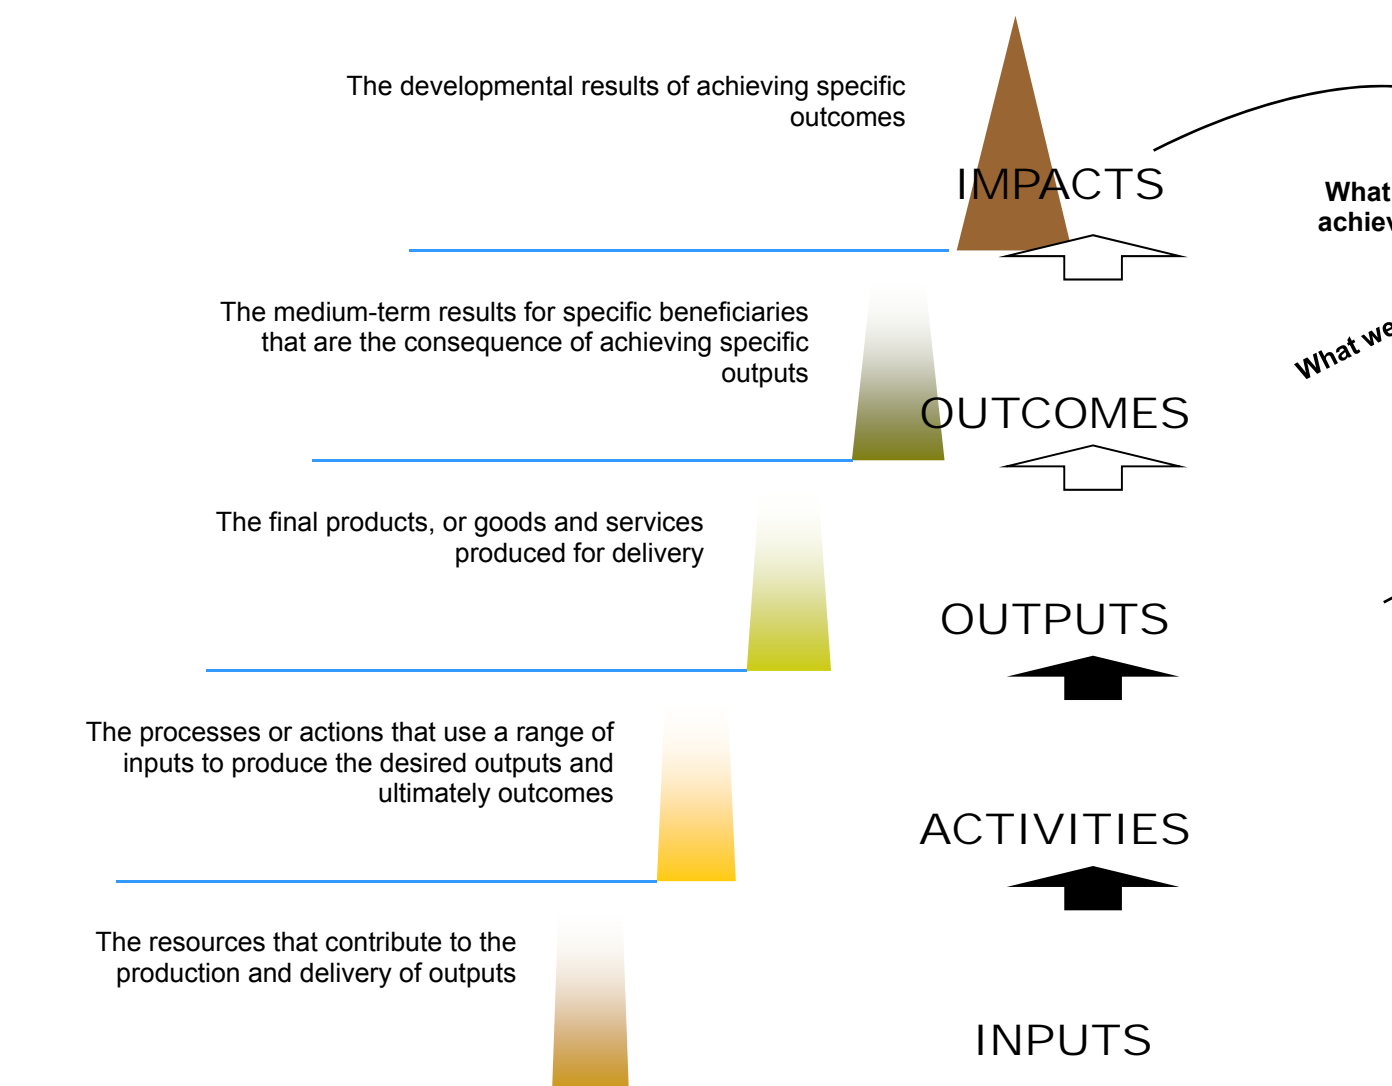 The developmental results of achieving specific
outcomes
IMPACTS
What
The medium-term results for specific beneficiaries
that are the consequence of achieving specific
outputs
What we
OUTCOMES
The final products, or goods and services
produced for delivery
OUTPUTS
The processes or actions that use a range of
inputs to produce the desired outputs and
ultimately outcomes
ACTIVITIES
The resources that contribute to the
production and delivery of outputs
INPUTS